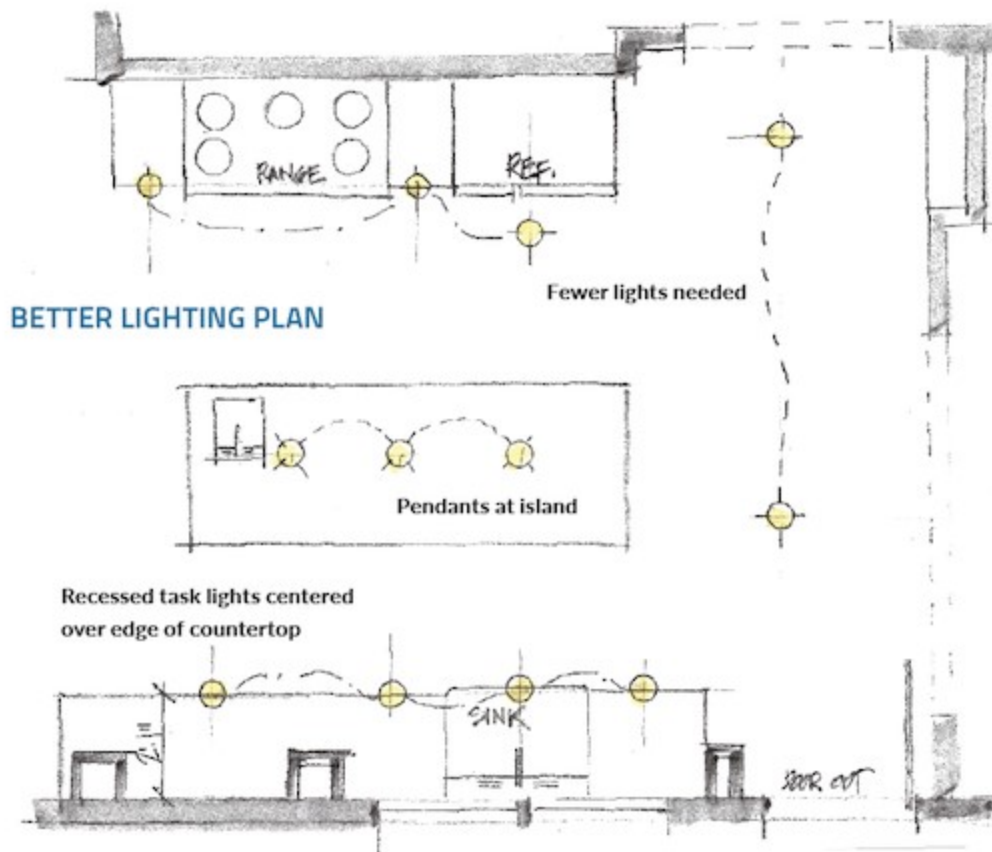 RANGE
REF.
Fewer lights needed
BETTER LIGHTING PLAN
Pendants at island
Recessed task lights centered
over edge of countertop
SINK
DOOR OUT